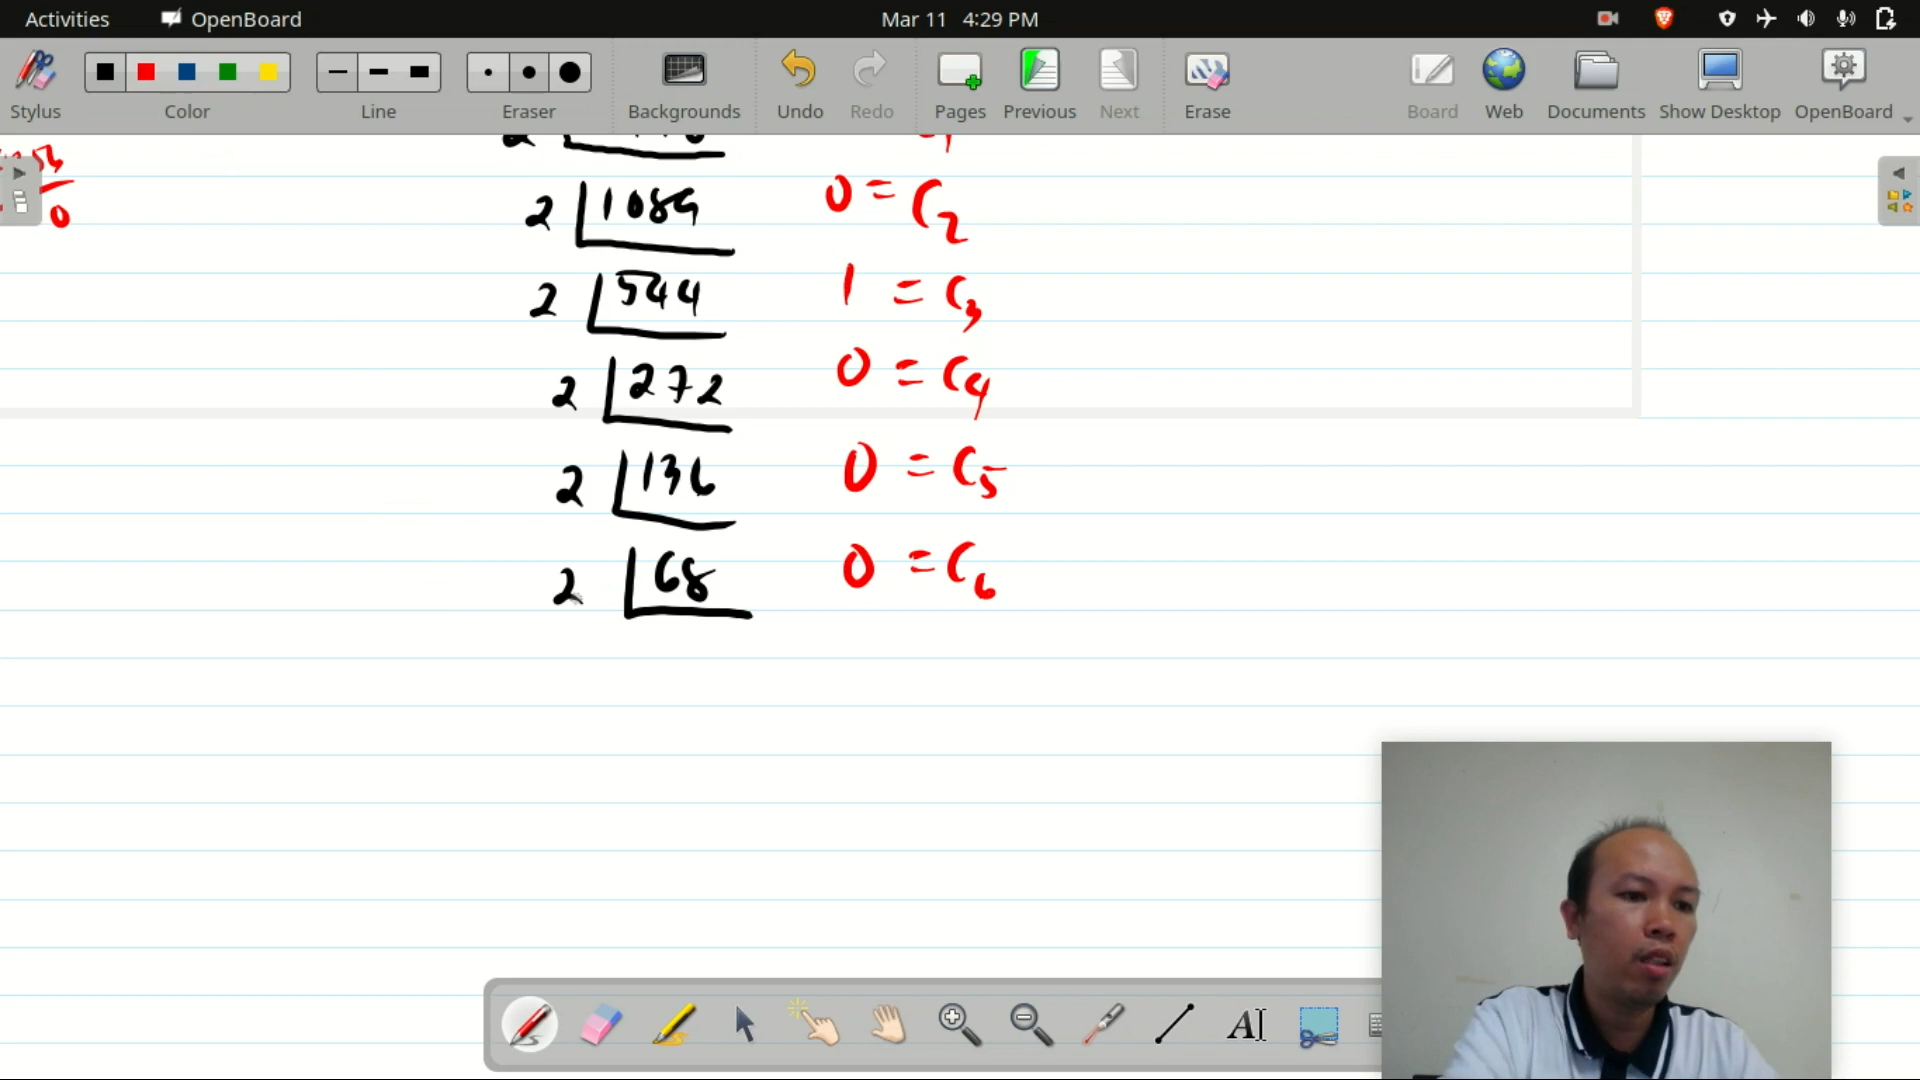 Activities OpenBoard Mar 11 4:29 PM
Stylus Color Line Eraser Backgrounds Undo Redo Pages Previous Next Erase Board Web Documents Show Desktop OpenBoard
0
2 1089 0 = C2
2 544 1 = C3
2 272 0 = C4
2 136 0 = C5
2 68 0 = C6
A